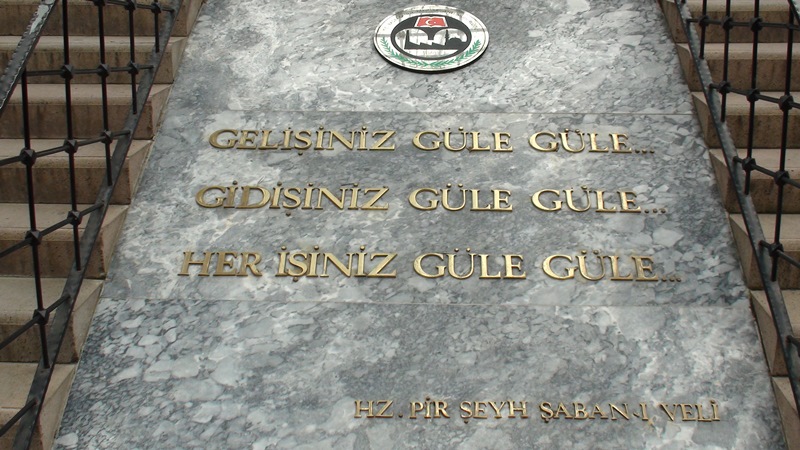 GELİŞİNİZ GÜLE GÜLE...
GİDİŞİNİZ GÜLE GÜLE...
HER İŞİNİZ GÜLE GÜLE...
HZ. PİR ŞEYH ŞABAN-I VELİ